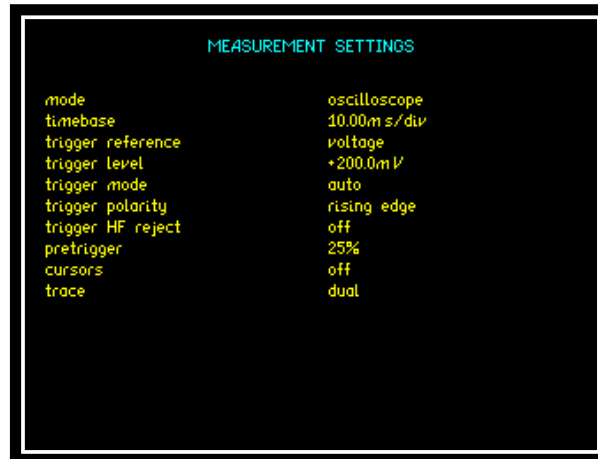 MEASUREMENT SETTINGS
mode oscilloscope
timebase 10.00m s/div
trigger reference voltage
trigger level +200.0mV
trigger mode auto
trigger polarity rising edge
trigger HF reject off
pretrigger 25%
cursors off
trace dual